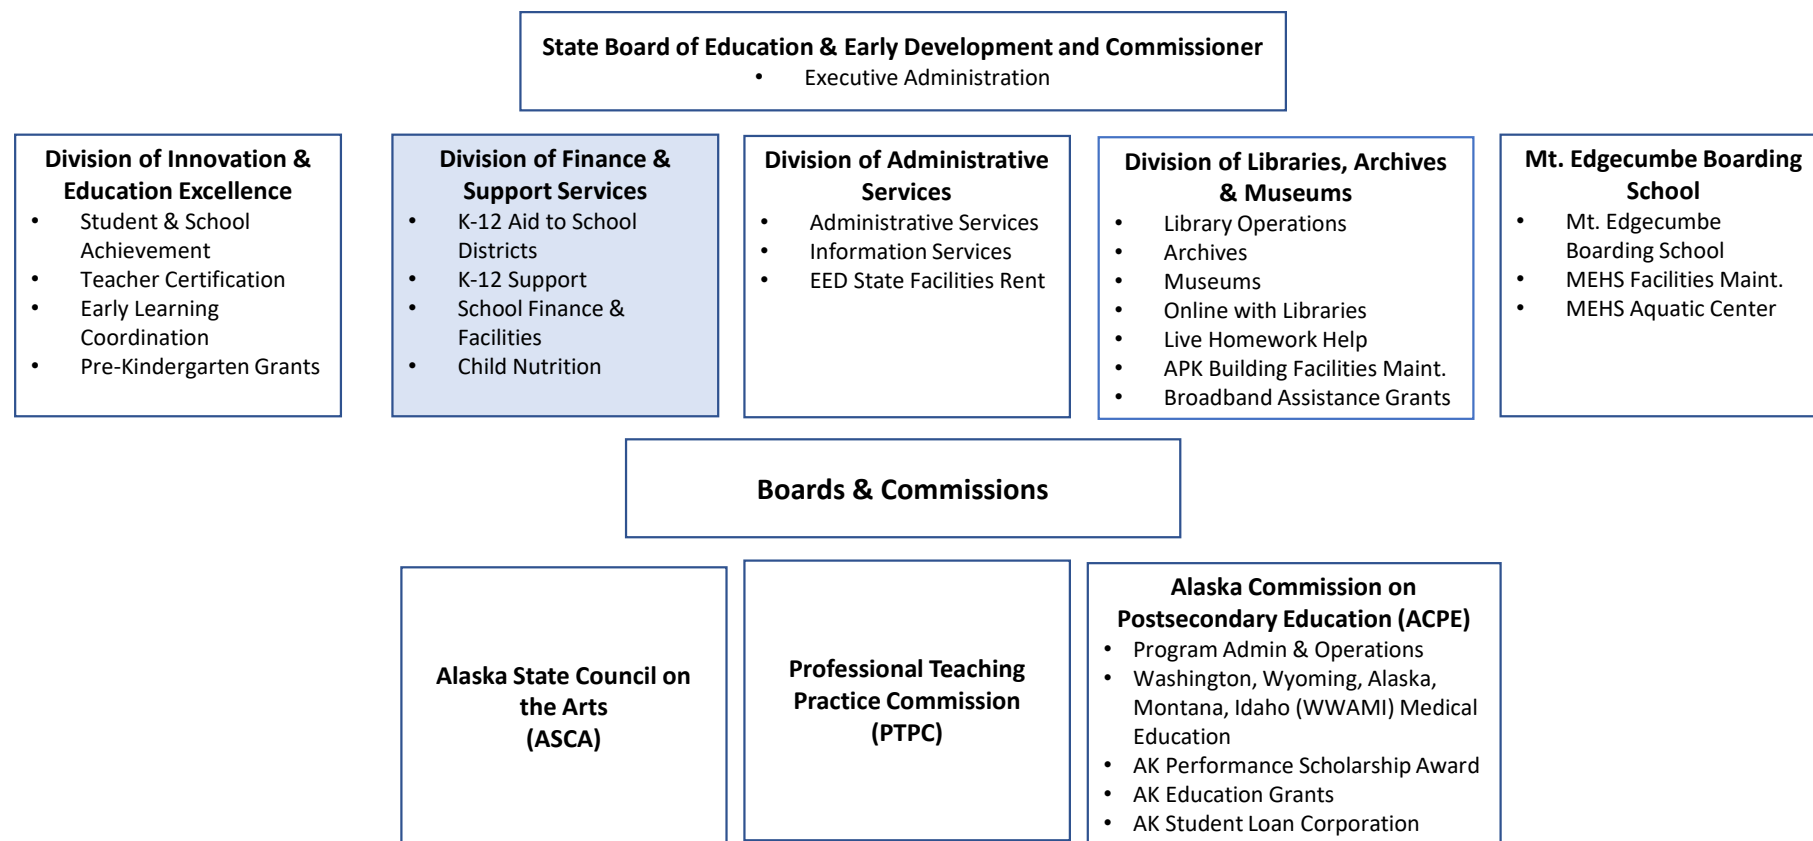 State Board of Education & Early Development and Commissioner
• Executive Administration
Division of Innovation &
Education Excellence
• Student & School
Achievement
• Teacher Certification
• Early Learning
Coordination
• Pre-Kindergarten Grants
Division of Finance &
Support Services
• K-12 Aid to School
Districts
• K-12 Support
• School Finance &
Facilities
• Child Nutrition
Division of Administrative
Services
• Administrative Services
• Information Services
• EED State Facilities Rent
Division of Libraries, Archives
& Museums
• Library Operations
• Archives
• Museums
• Online with Libraries
• Live Homework Help
• APK Building Facilities Maint.
• Broadband Assistance Grants
Mt. Edgecumbe Boarding
School
• Mt. Edgecumbe
Boarding School
• MEHS Facilities Maint.
• MEHS Aquatic Center
Boards & Commissions
Alaska State Council on
the Arts
(ASCA)
Professional Teaching
Practice Commission
(PTPC)
Alaska Commission on
Postsecondary Education (ACPE)
• Program Admin & Operations
• Washington, Wyoming, Alaska,
Montana, Idaho (WWAMI) Medical
Education
• AK Performance Scholarship Award
• AK Education Grants
• AK Student Loan Corporation